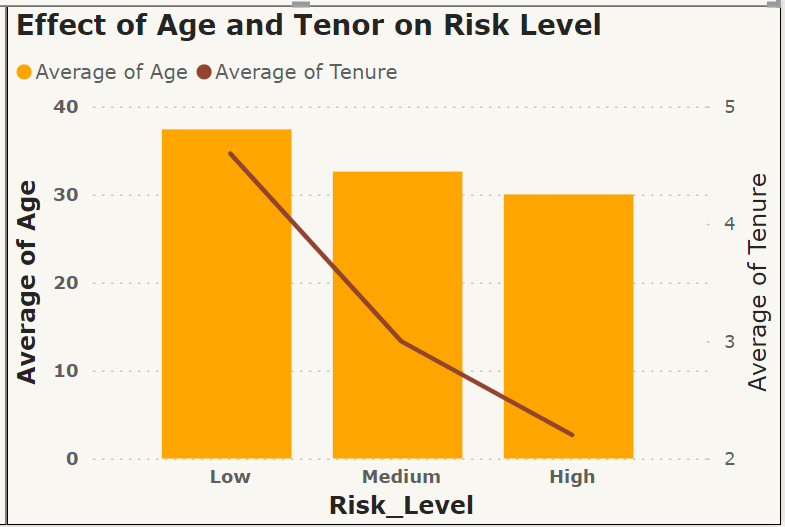 Effect of Age and Tenor on Risk Level
Average of Age Average of Tenure
40 5
30
4
20
3
10
0 2
Average of Age
Average of Tenure
Low Medium High
Risk_Level